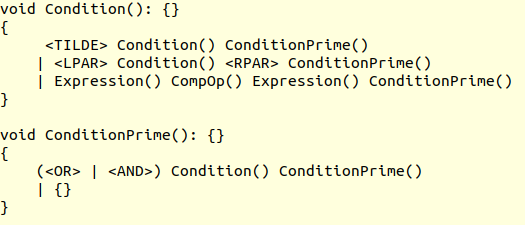 void Condition(): {}
{
     <TILDE> Condition() ConditionPrime()
    | <LPAR> Condition() <RPAR> ConditionPrime()
    | Expression() CompOp() Expression() ConditionPrime()
}

void ConditionPrime(): {}
{
    (<OR> | <AND>) Condition() ConditionPrime()
    | {}
}